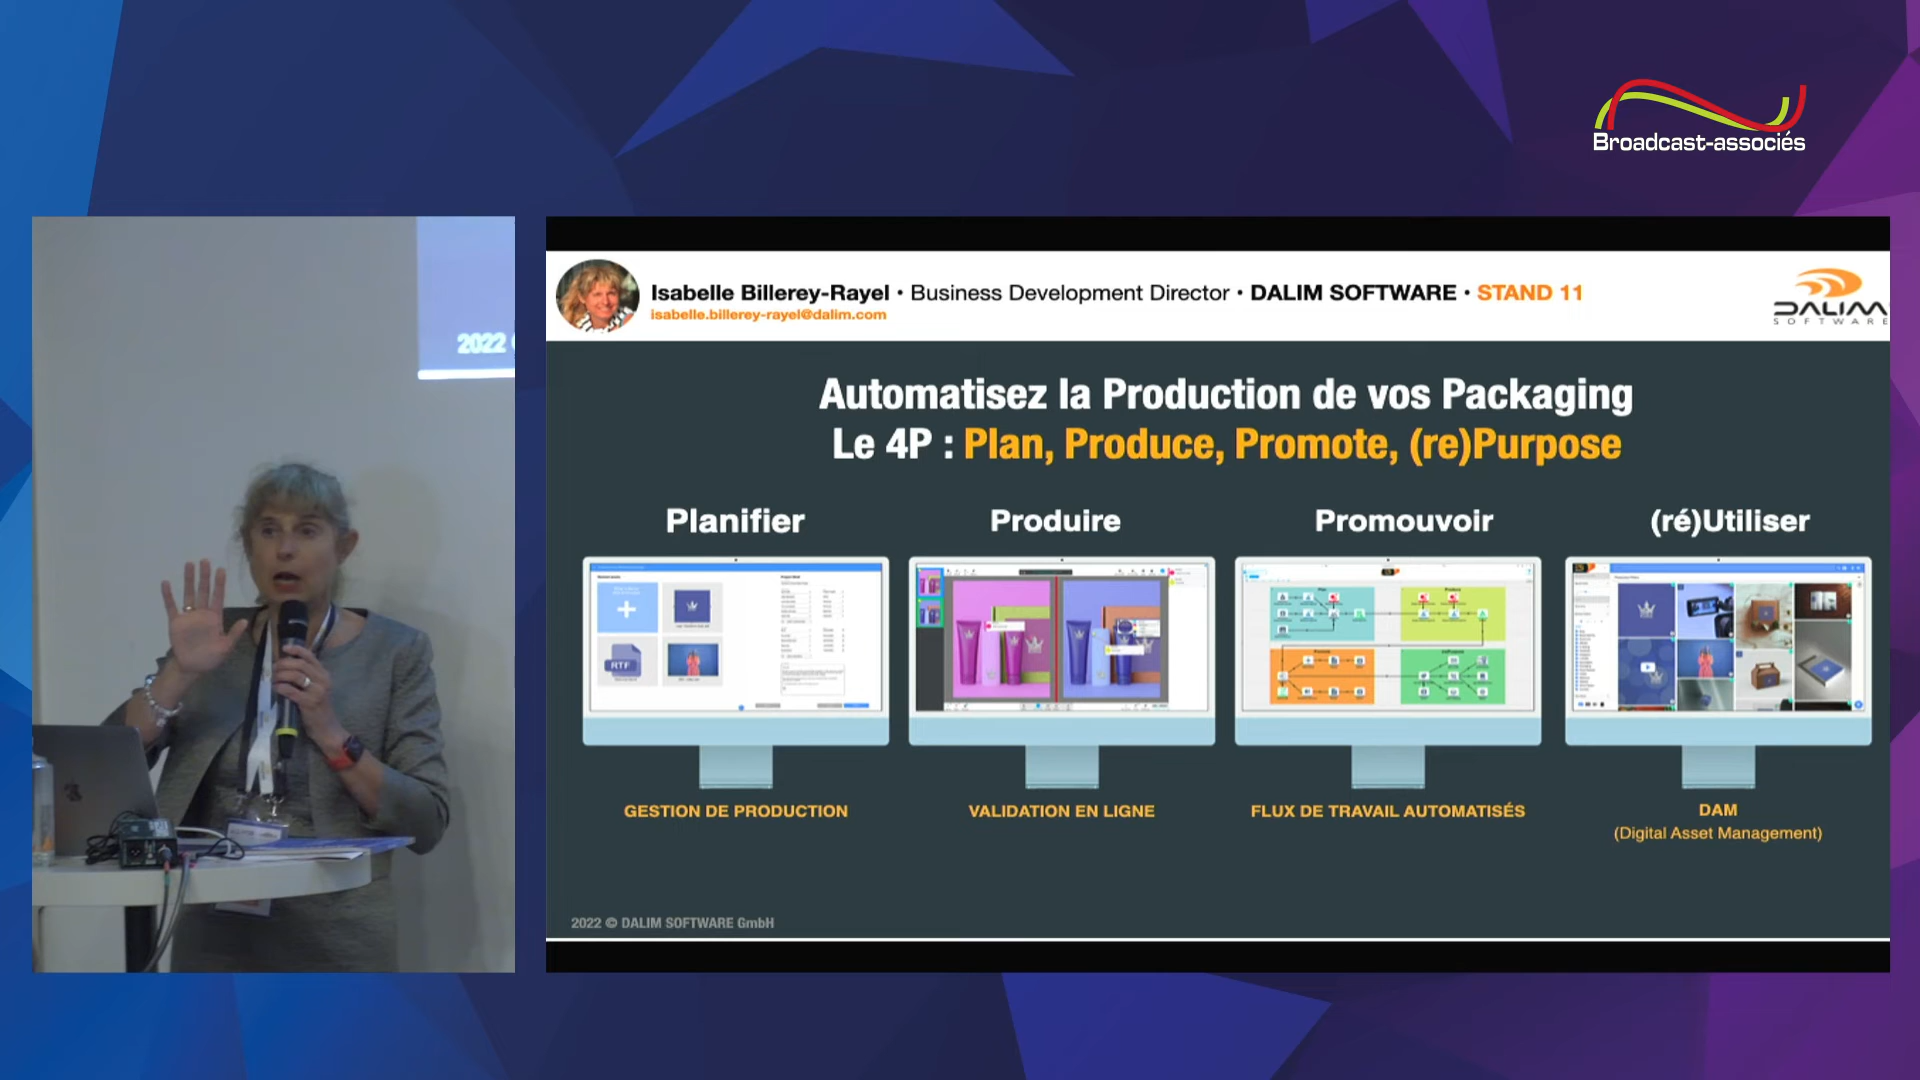 Broadcast-associés
2022
Isabelle Billerey-Rayel • Business Development Director • DALIM SOFTWARE • STAND 11
isabelle.billerey-rayel@dalim.com
DALIM
SOFTWARE
Automatisez la Production de vos Packaging
Le 4P : Plan, Produce, Promote, (re)Purpose
Planifier
Produire
Promouvoir
(ré)Utiliser
RTF
GESTION DE PRODUCTION
VALIDATION EN LIGNE
FLUX DE TRAVAIL AUTOMATISÉS
DAM
(Digital Asset Management)
2022 © DALIM SOFTWARE GmbH